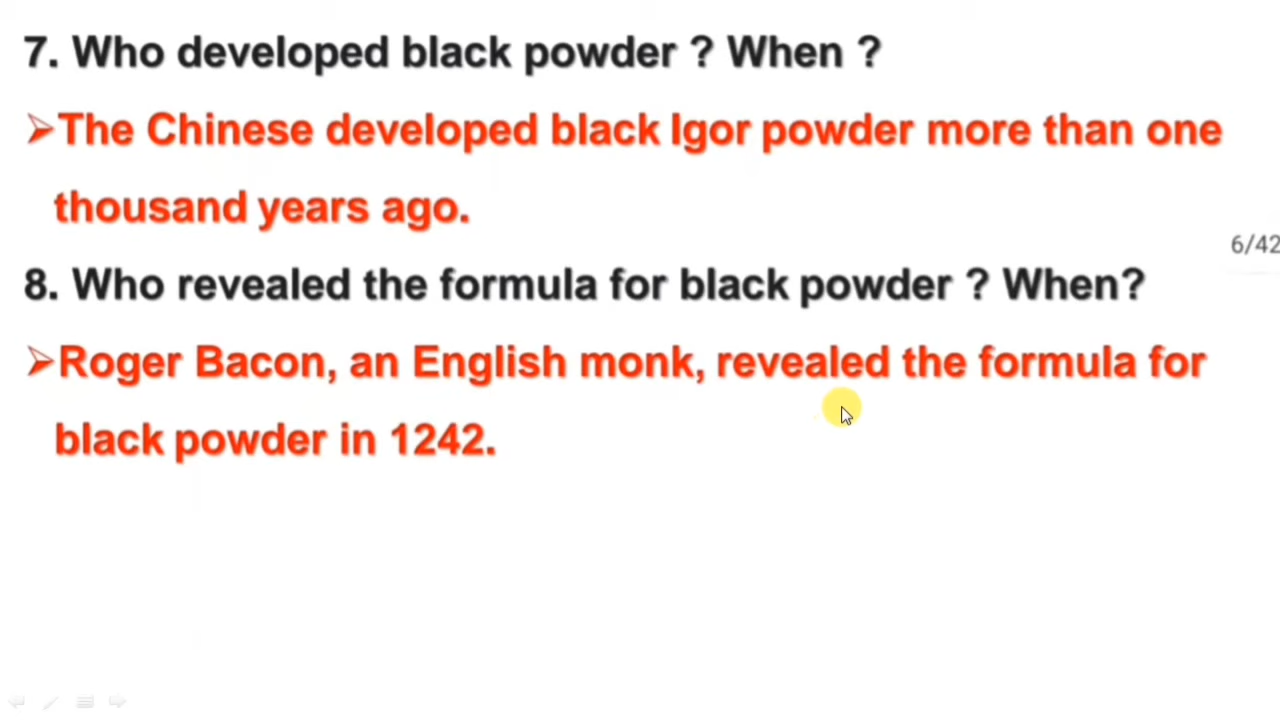 7. Who developed black powder ? When ?
➢The Chinese developed black Igor powder more than one
thousand years ago.
6/42
8. Who revealed the formula for black powder ? When?
➢Roger Bacon, an English monk, revealed the formula for
black powder in 1242.